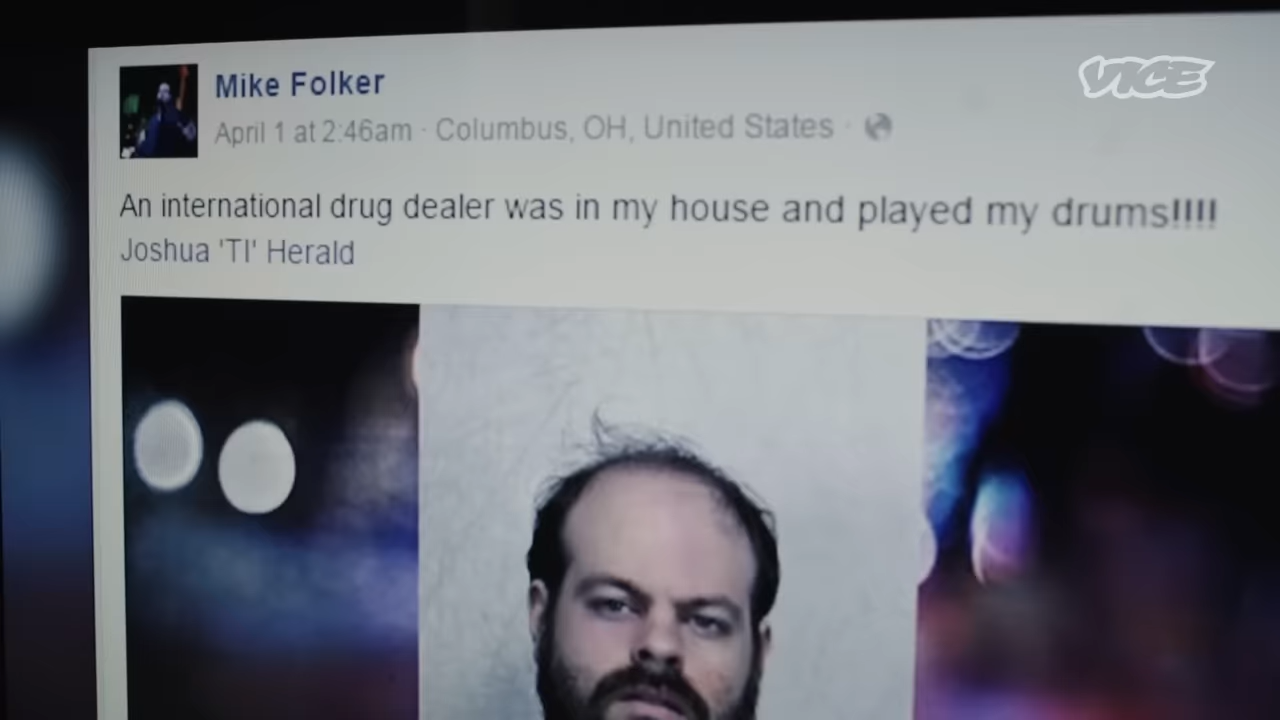 VICE
Mike Folker
April 1 at 2:46am · Columbus, OH, United States ·
An international drug dealer was in my house and played my drums!!!!
Joshua 'TI' Herald